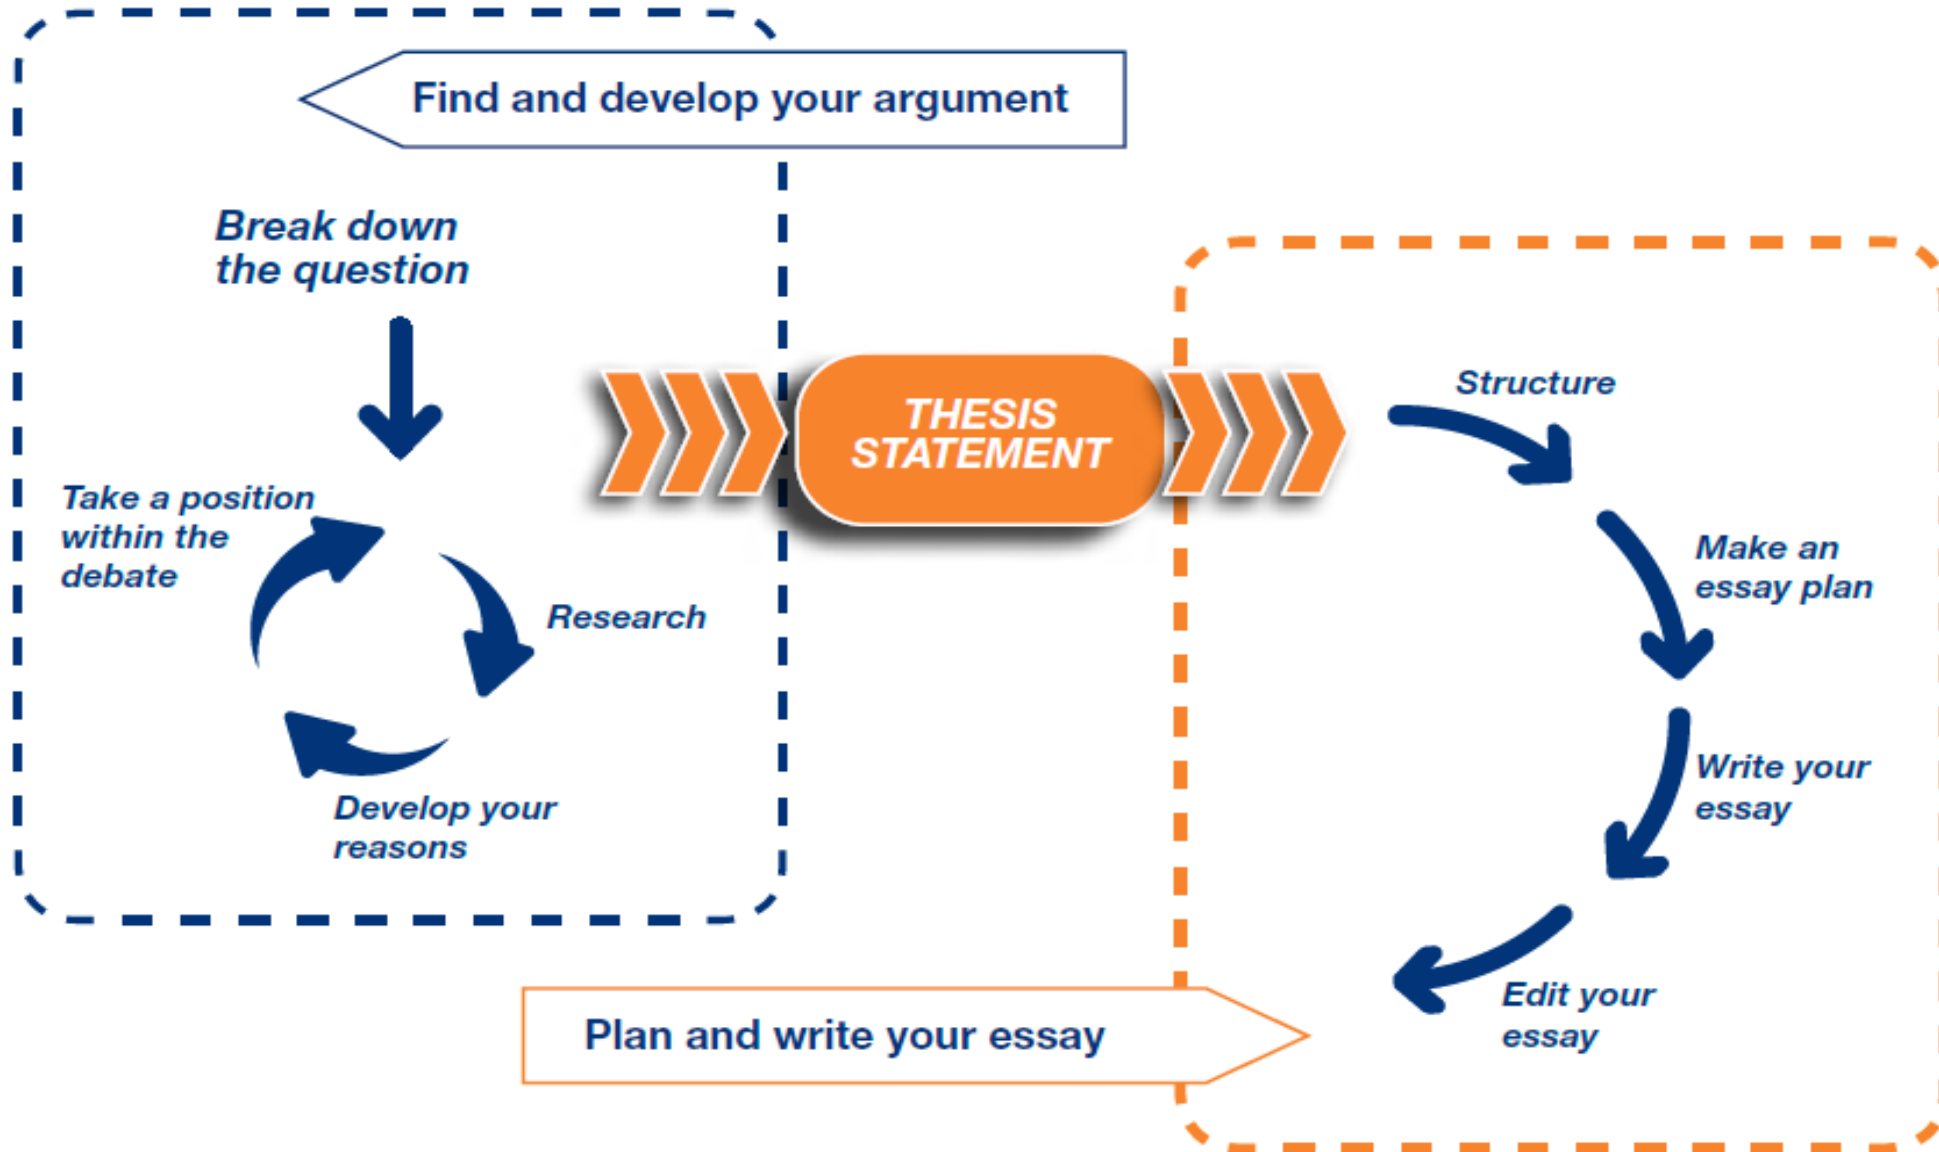 Find and develop your argument
Break down
the question
Take a position
within the
debate
Research
Develop your
reasons
THESIS
STATEMENT
Structure
Make an
essay plan
Write your
essay
Edit your
essay
Plan and write your essay